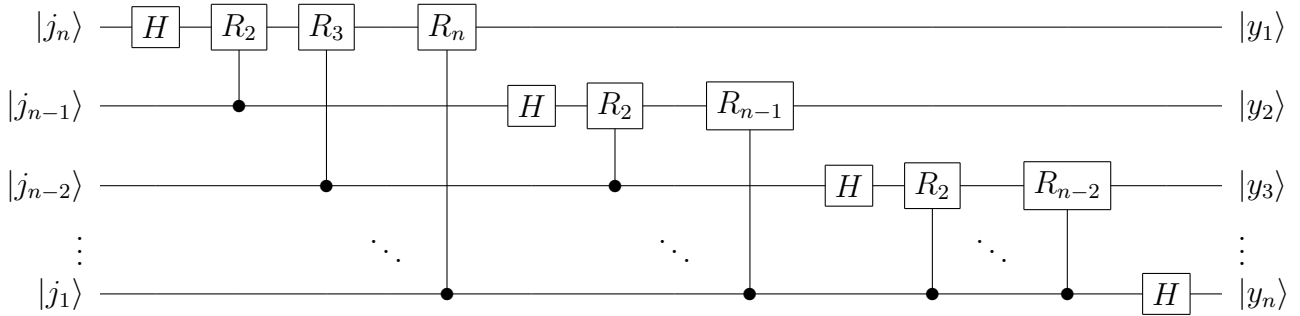 |j_n⟩ H R_2 R_3 R_n |y_1⟩
|j_{n−1}⟩ H R_2 R_{n−1} |y_2⟩
|j_{n−2}⟩ H R_2 R_{n−2} |y_3⟩
⋮ ⋱ ⋱ ⋱ ⋮
|j_1⟩ H |y_n⟩